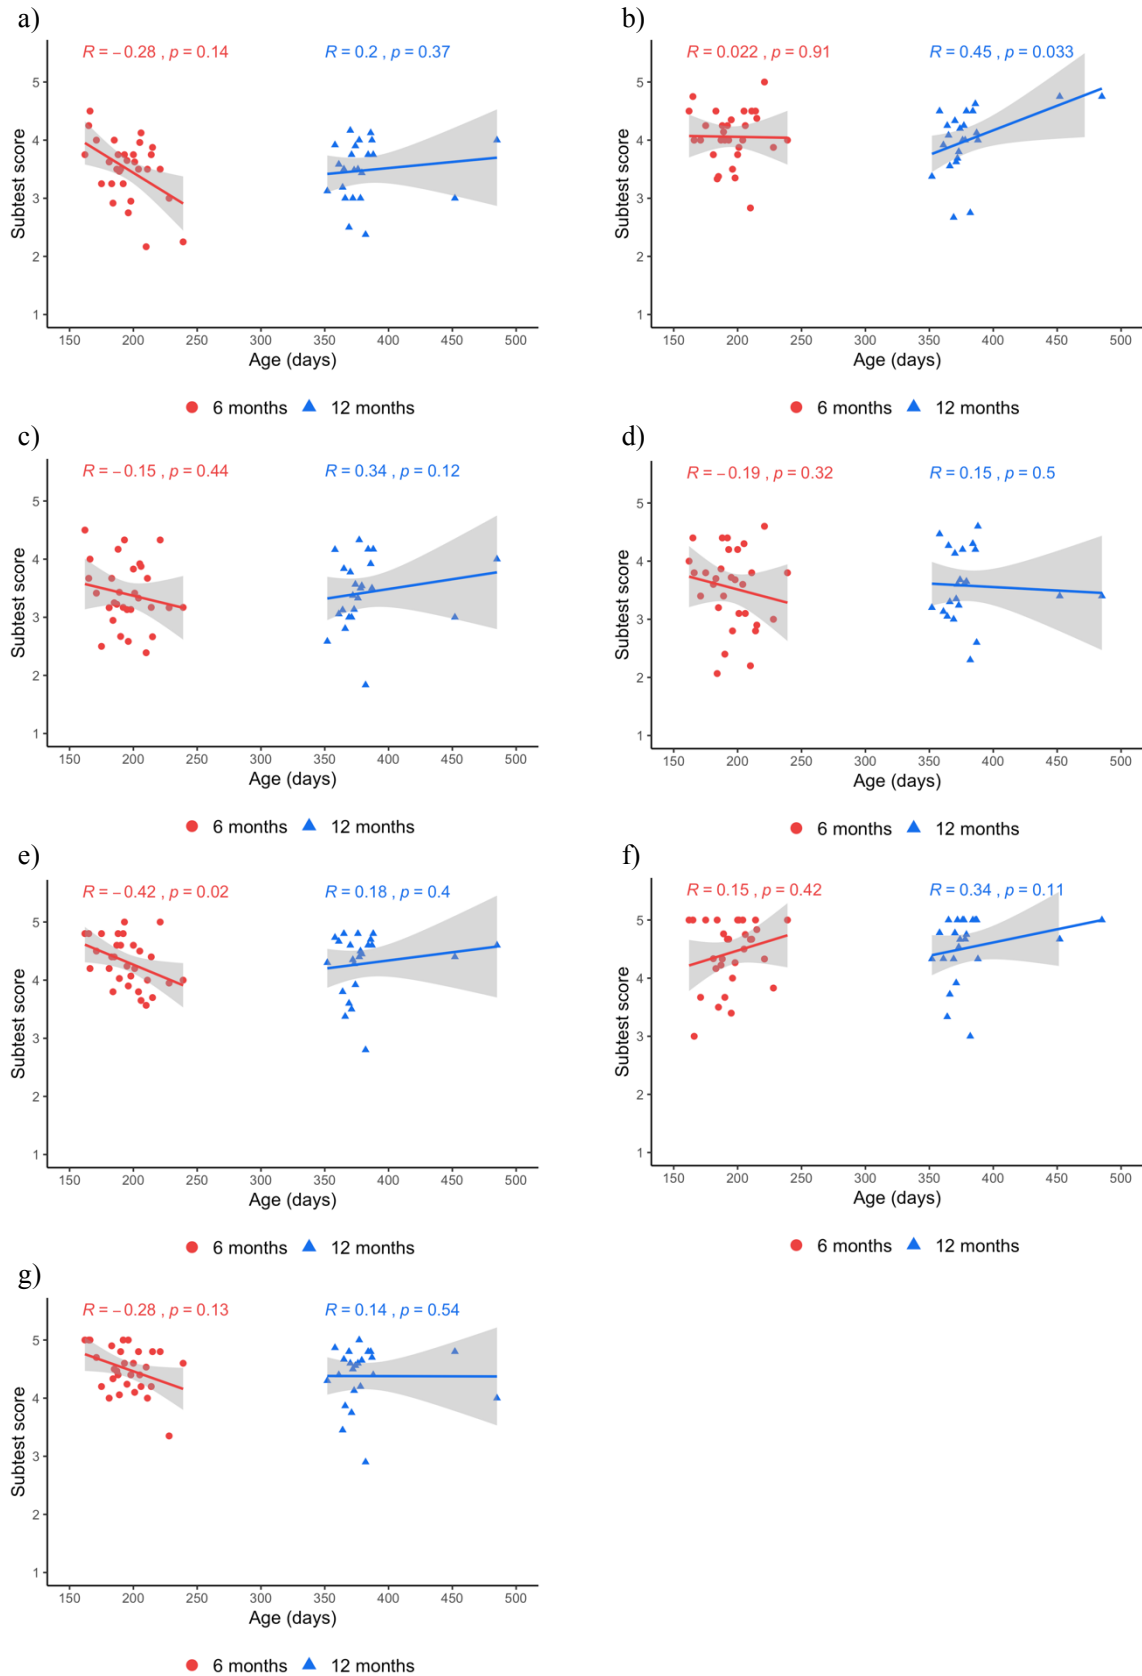 a)
R = −0.28 , p = 0.14
R = 0.2 , p = 0.37
Subtest score
5
4
3
2
1
150 200 250 300 350 400 450 500
Age (days)
6 months 12 months
b)
R = 0.022 , p = 0.91
R = 0.45 , p = 0.033
Subtest score
5
4
3
2
1
150 200 250 300 350 400 450 500
Age (days)
6 months 12 months
c)
R = −0.15 , p = 0.44
R = 0.34 , p = 0.12
Subtest score
5
4
3
2
1
150 200 250 300 350 400 450 500
Age (days)
6 months 12 months
d)
R = −0.19 , p = 0.32
R = 0.15 , p = 0.5
Subtest score
5
4
3
2
1
150 200 250 300 350 400 450 500
Age (days)
6 months 12 months
e)
R = −0.42 , p = 0.02
R = 0.18 , p = 0.4
Subtest score
5
4
3
2
1
150 200 250 300 350 400 450 500
Age (days)
6 months 12 months
f)
R = 0.15 , p = 0.42
R = 0.34 , p = 0.11
Subtest score
5
4
3
2
1
150 200 250 300 350 400 450 500
Age (days)
6 months 12 months
g)
R = −0.28 , p = 0.13
R = 0.14 , p = 0.54
Subtest score
5
4
3
2
1
150 200 250 300 350 400 450 500
Age (days)
6 months 12 months